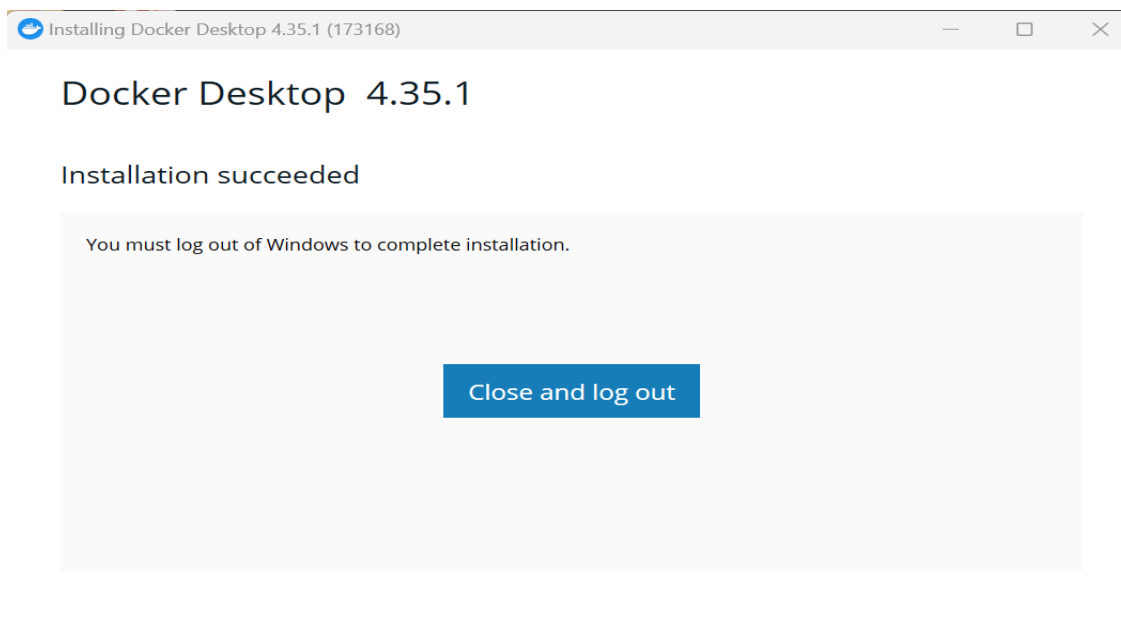 Installing Docker Desktop 4.35.1 (173168)
Docker Desktop 4.35.1
Installation succeeded
You must log out of Windows to complete installation.
Close and log out